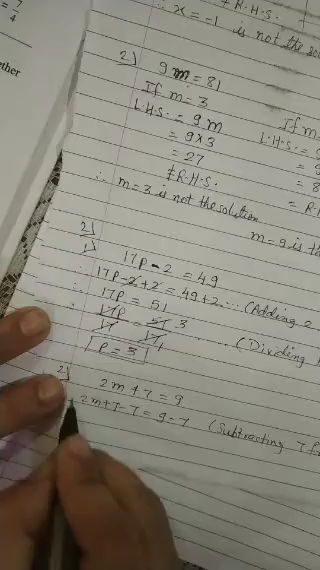 = 7/4
ther
≠ R.H.S.
∴ x = -1 is not the so
2) 9m = 81
If m = 3
L.H.S. = 9m
= 9×3
= 27
≠ R.H.S.
∴ m = 3 is not the solution
If m
L.H.S. =
= 8
= R.H
m = 9 is th
2)
1) 17p - 2 = 49
∴ 17p - 2 + 2 = 49 + 2 ... (Adding 2
∴ 17p = 51
∴ 17p/17 = 51/17 3 ... (Dividing
p = 3
2) 2m + 7 = 9
2m + 7 - 7 = 9 - 7 (Subtracting 7 f